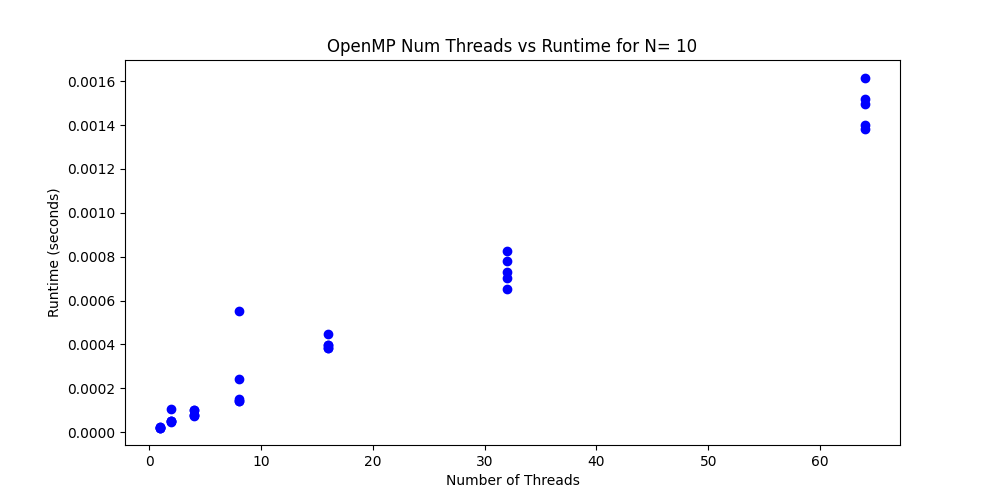 OpenMP Num Threads vs Runtime for N= 10
0.0016
0.0014
0.0012
0.0010
0.0008
0.0006
0.0004
0.0002
0.0000
Runtime (seconds)
0 10 20 30 40 50 60
Number of Threads